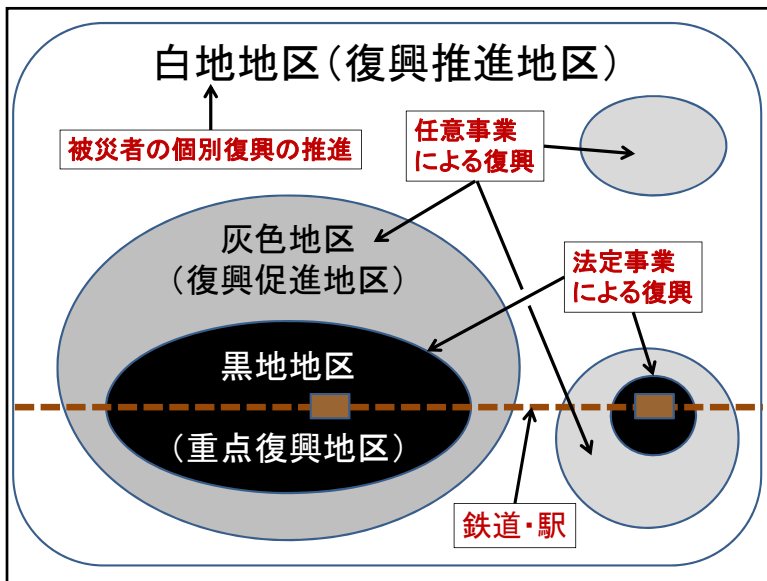 白地地区（復興推進地区）
被災者の個別復興の推進
任意事業
による復興
灰色地区
（復興促進地区）
法定事業
による復興
黒地地区
（重点復興地区）
鉄道・駅